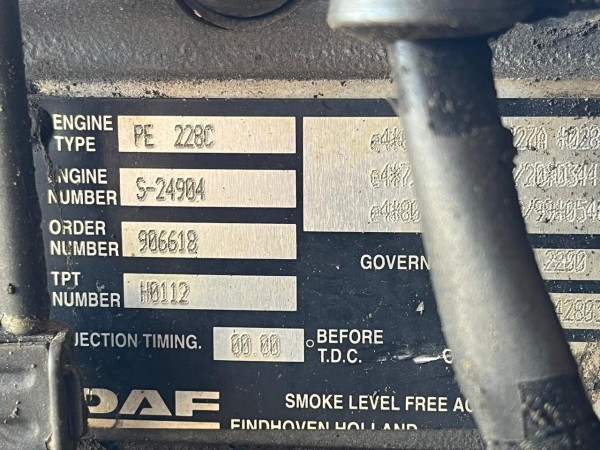 ENGINE TYPE PE 228C
ENGINE NUMBER S-24904
ORDER NUMBER 906618
TPT NUMBER H0112
JECTION TIMING. 00.00 ° BEFORE T.D.C.
GOVERN 2200
DAF SMOKE LEVEL FREE AC
EINDHOVEN HOLLAND